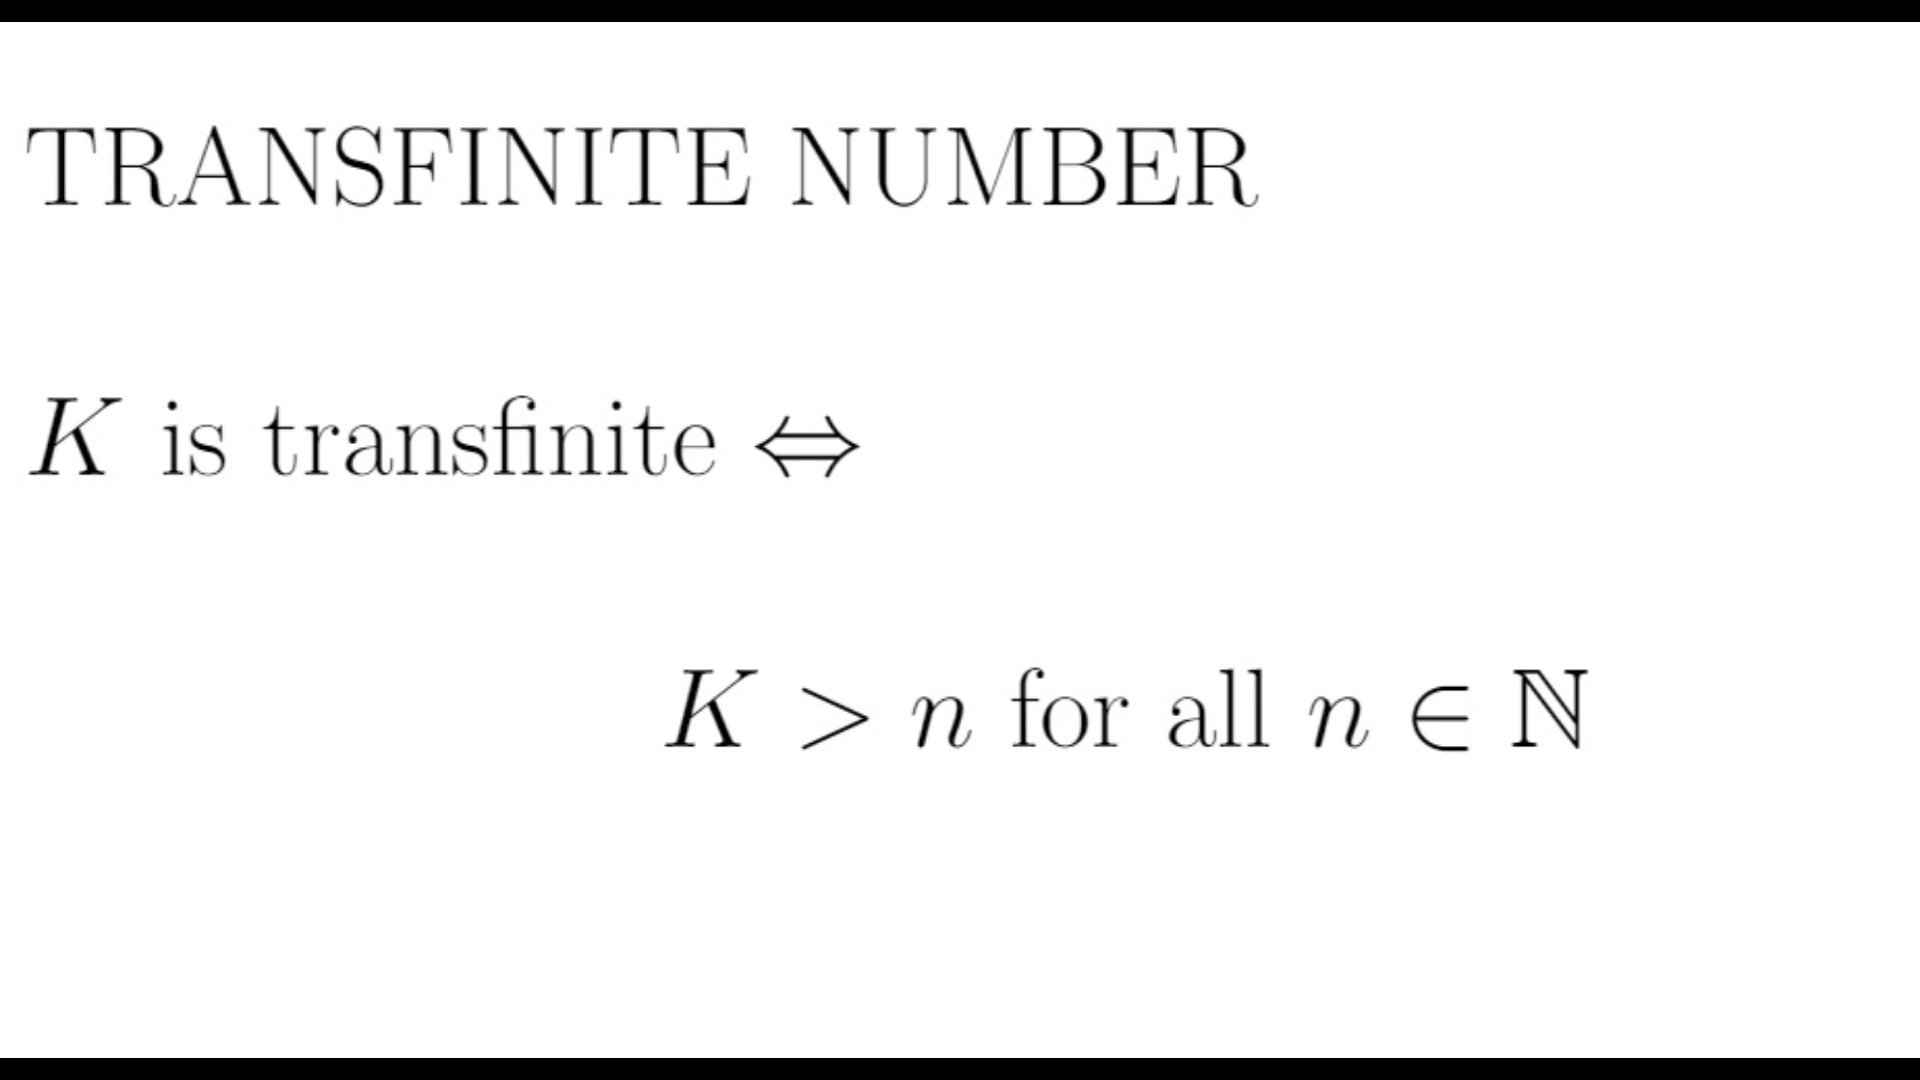 TRANSFINITE NUMBER
K is transfinite ⇔
K > n for all n ∈ ℕ